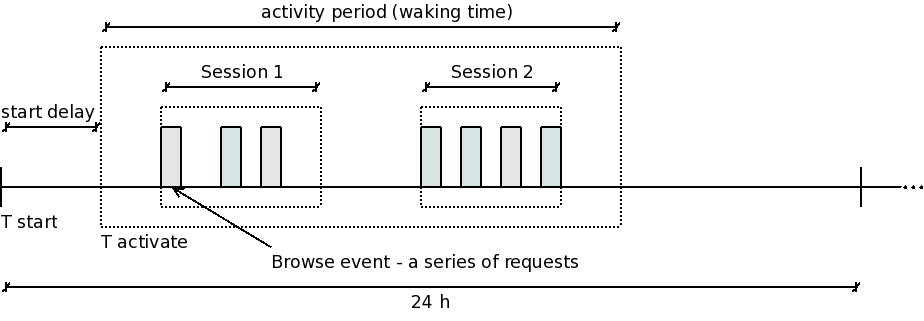 activity period (waking time)
Session 1
Session 2
start delay
T start
T activate
Browse event - a series of requests
24 h
...